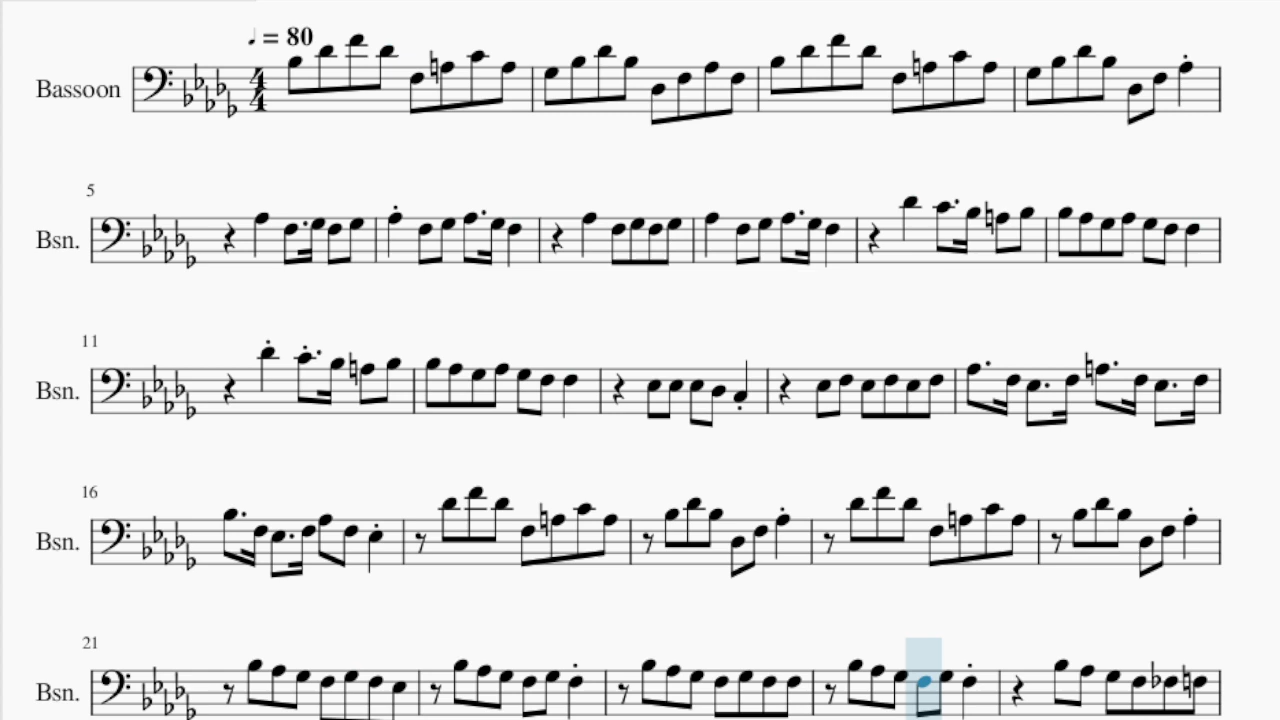 ♩ = 80
Bassoon 4/4
5
Bsn.
11
Bsn.
16
Bsn.
21
Bsn.